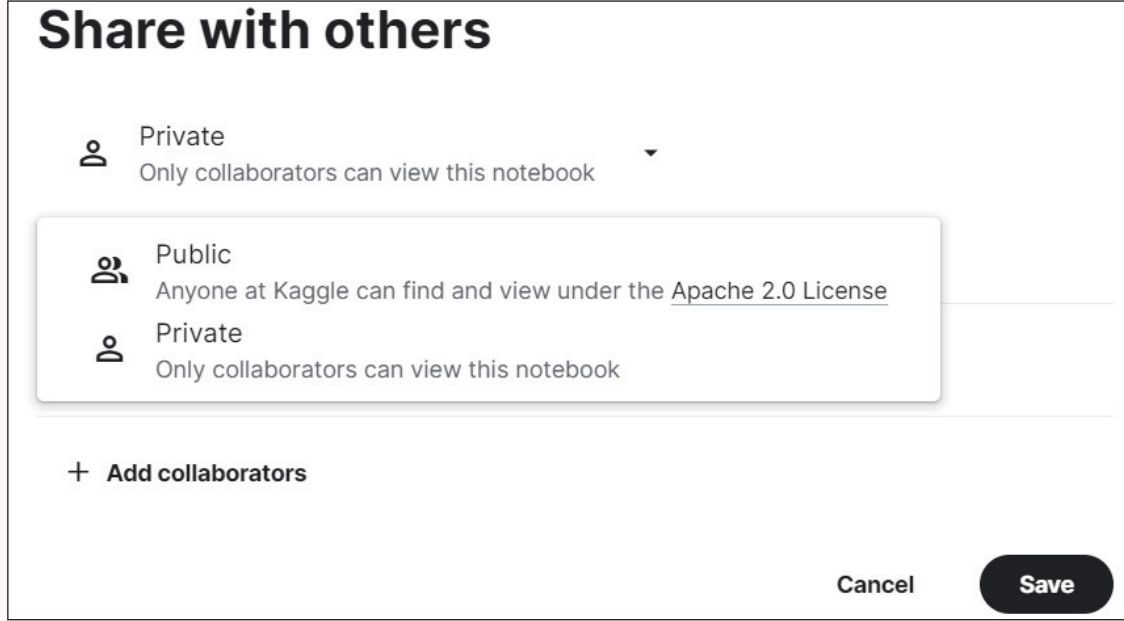 Share with others
Private
Only collaborators can view this notebook
Public
Anyone at Kaggle can find and view under the Apache 2.0 License
Private
Only collaborators can view this notebook
+ Add collaborators
Cancel Save